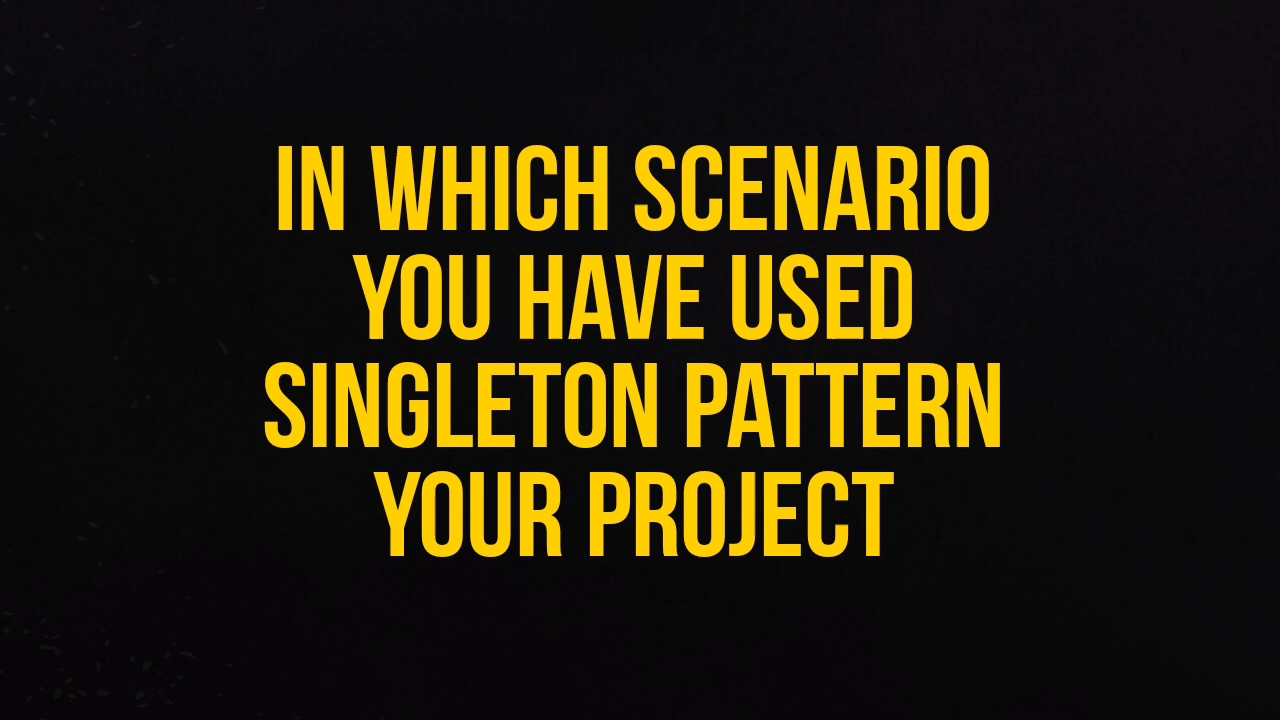 IN WHICH SCENARIO
YOU HAVE USED
SINGLETON PATTERN
YOUR PROJECT